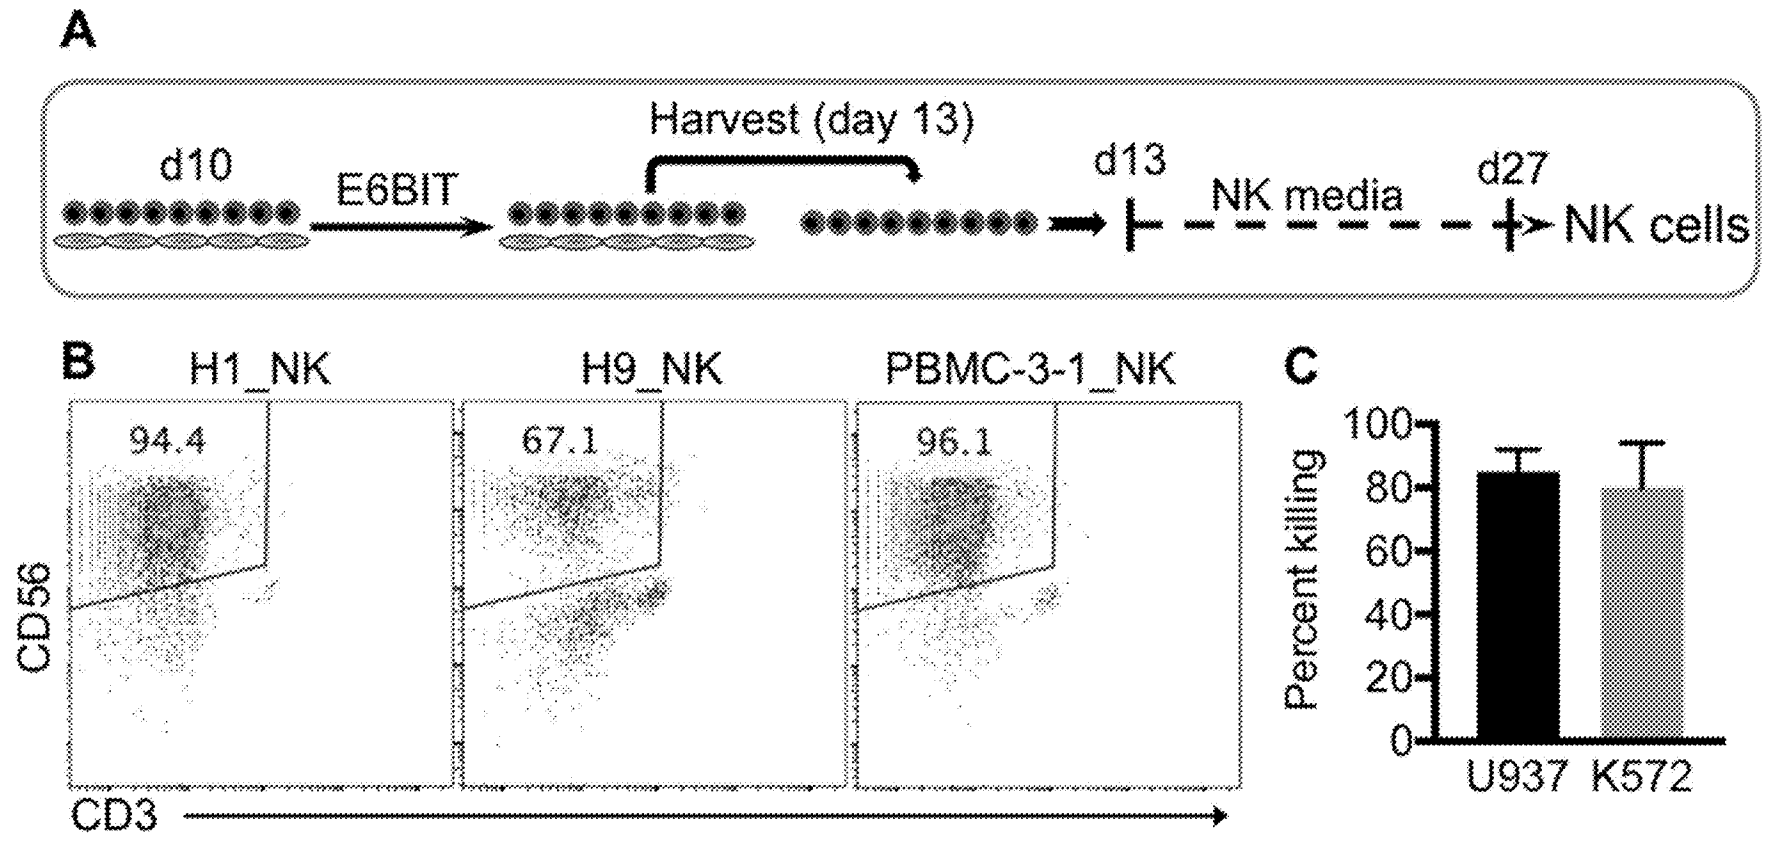 A
Harvest (day 13)
d10
E6BIT
d13
NK media
d27
NK cells
B
H1_NK
H9_NK
PBMC-3-1_NK
94.4
67.1
96.1
CD56
CD3
C
Percent killing
100
80
60
40
20
0
U937 K572